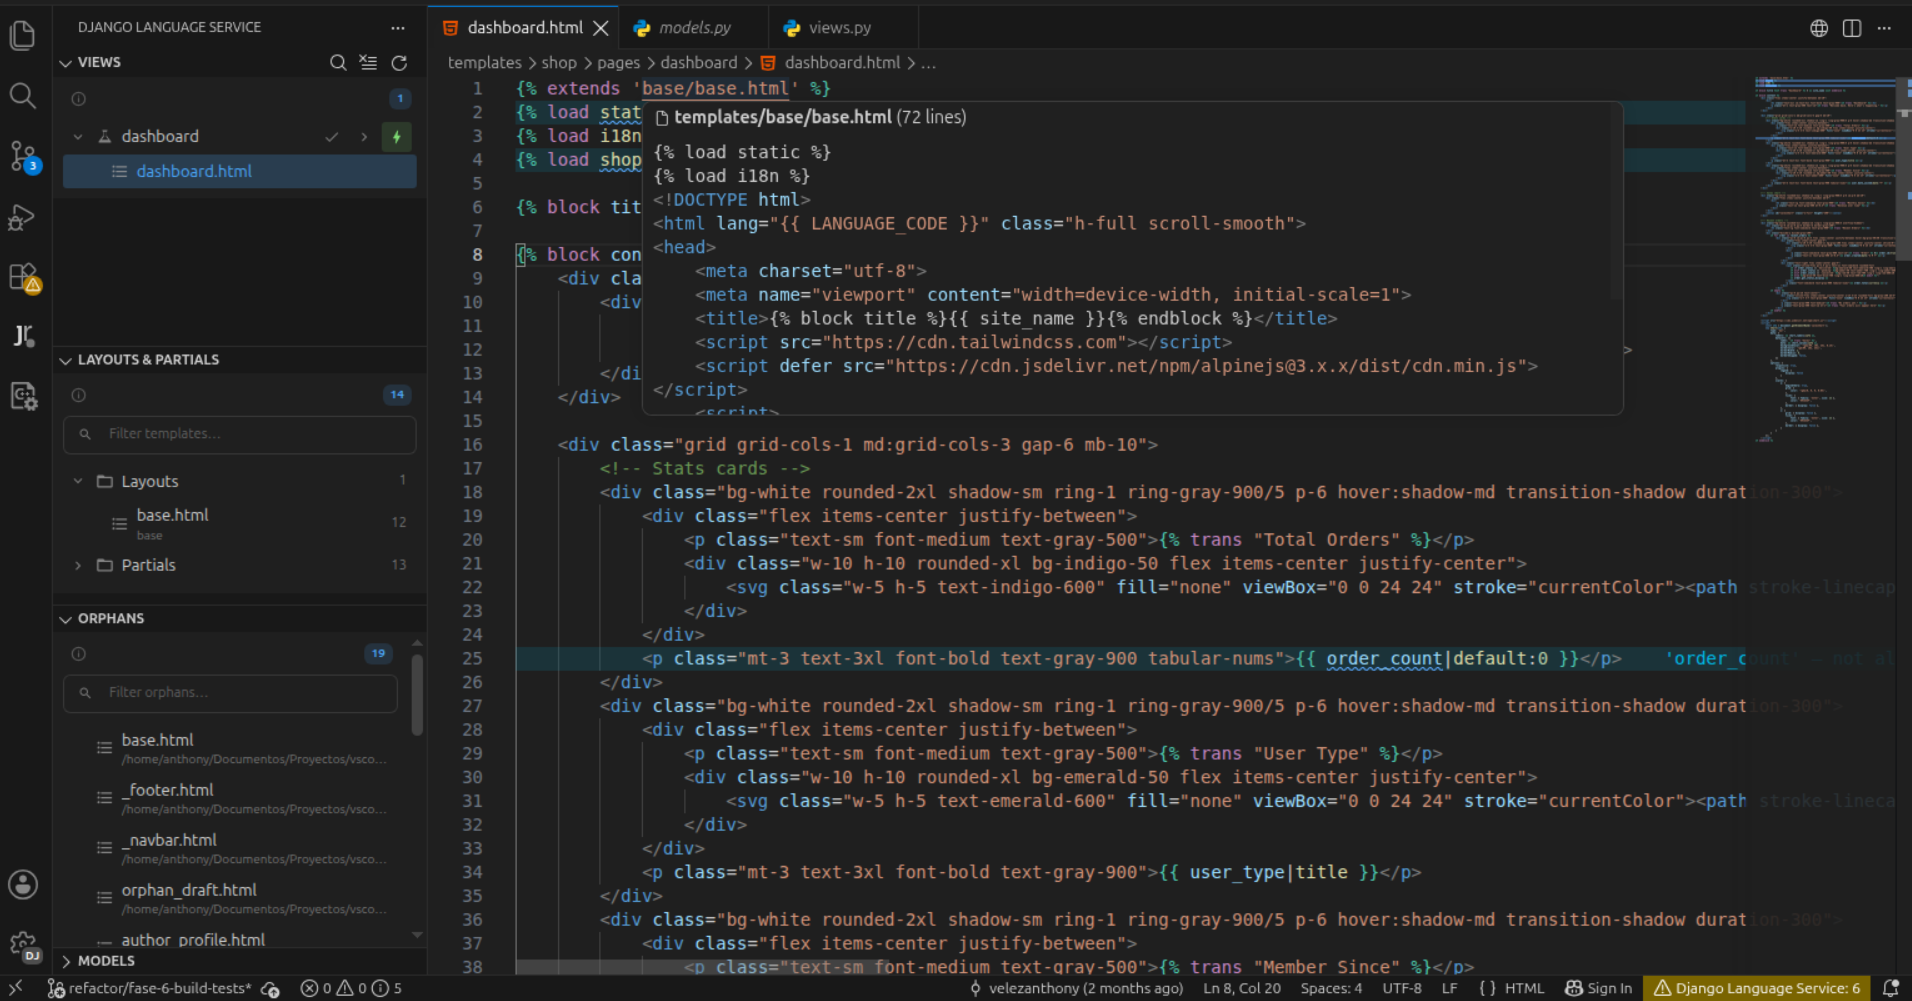 DJANGO LANGUAGE SERVICE
VIEWS
1
dashboard
dashboard.html
LAYOUTS & PARTIALS
14
Filter templates...
Layouts 1
base.html 12
base
Partials 13
ORPHANS
19
Filter orphans...
base.html
/home/anthony/Documentos/Proyectos/vsco...
_footer.html
/home/anthony/Documentos/Proyectos/vsco...
_navbar.html
/home/anthony/Documentos/Proyectos/vsco...
orphan_draft.html
/home/anthony/Documentos/Proyectos/vsco...
author_profile.html
MODELS
3
DJ
dashboard.html
models.py
views.py
templates > shop > pages > dashboard > dashboard.html > ...
1 {% extends 'base/base.html' %}
2 {% load stat
3 {% load i18n
4 {% load shop
5
6 {% block tit
7
8 {% block con
9 <div cla
10 <div
11
12 >
13 </di
14 </div>
15
templates/base/base.html (72 lines)
{% load static %}
{% load i18n %}
<!DOCTYPE html>
<html lang="{{ LANGUAGE_CODE }}" class="h-full scroll-smooth">
<head>
<meta charset="utf-8">
<meta name="viewport" content="width=device-width, initial-scale=1">
<title>{% block title %}{{ site_name }}{% endblock %}</title>
<script src="https://cdn.tailwindcss.com"></script>
<script defer src="https://cdn.jsdelivr.net/npm/alpinejs@3.x.x/dist/cdn.min.js">
</script>
<script>
16 <div class="grid grid-cols-1 md:grid-cols-3 gap-6 mb-10">
17 <!-- Stats cards -->
18 <div class="bg-white rounded-2xl shadow-sm ring-1 ring-gray-900/5 p-6 hover:shadow-md transition-shadow duration-300">
19 <div class="flex items-center justify-between">
20 <p class="text-sm font-medium text-gray-500">{% trans "Total Orders" %}</p>
21 <div class="w-10 h-10 rounded-xl bg-indigo-50 flex items-center justify-center">
22 <svg class="w-5 h-5 text-indigo-600" fill="none" viewBox="0 0 24 24" stroke="currentColor"><path stroke-linecap
23 </div>
24 </div>
25 <p class="mt-3 text-3xl font-bold text-gray-900 tabular-nums">{{ order_count|default:0 }}</p> 'order_count' — not al
26 </div>
27 <div class="bg-white rounded-2xl shadow-sm ring-1 ring-gray-900/5 p-6 hover:shadow-md transition-shadow duration-300">
28 <div class="flex items-center justify-between">
29 <p class="text-sm font-medium text-gray-500">{% trans "User Type" %}</p>
30 <div class="w-10 h-10 rounded-xl bg-emerald-50 flex items-center justify-center">
31 <svg class="w-5 h-5 text-emerald-600" fill="none" viewBox="0 0 24 24" stroke="currentColor"><path stroke-lineca
32 </div>
33 </div>
34 <p class="mt-3 text-3xl font-bold text-gray-900">{{ user_type|title }}</p>
35 </div>
36 <div class="bg-white rounded-2xl shadow-sm ring-1 ring-gray-900/5 p-6 hover:shadow-md transition-shadow duration-300">
37 <div class="flex items-center justify-between">
38 <p class="text-sm font-medium text-gray-500">{% trans "Member Since" %}</p>
refactor/fase-6-build-tests* 0 0 5 velezanthony (2 months ago) Ln 8, Col 20 Spaces: 4 UTF-8 LF { } HTML Sign In Django Language Service: 6